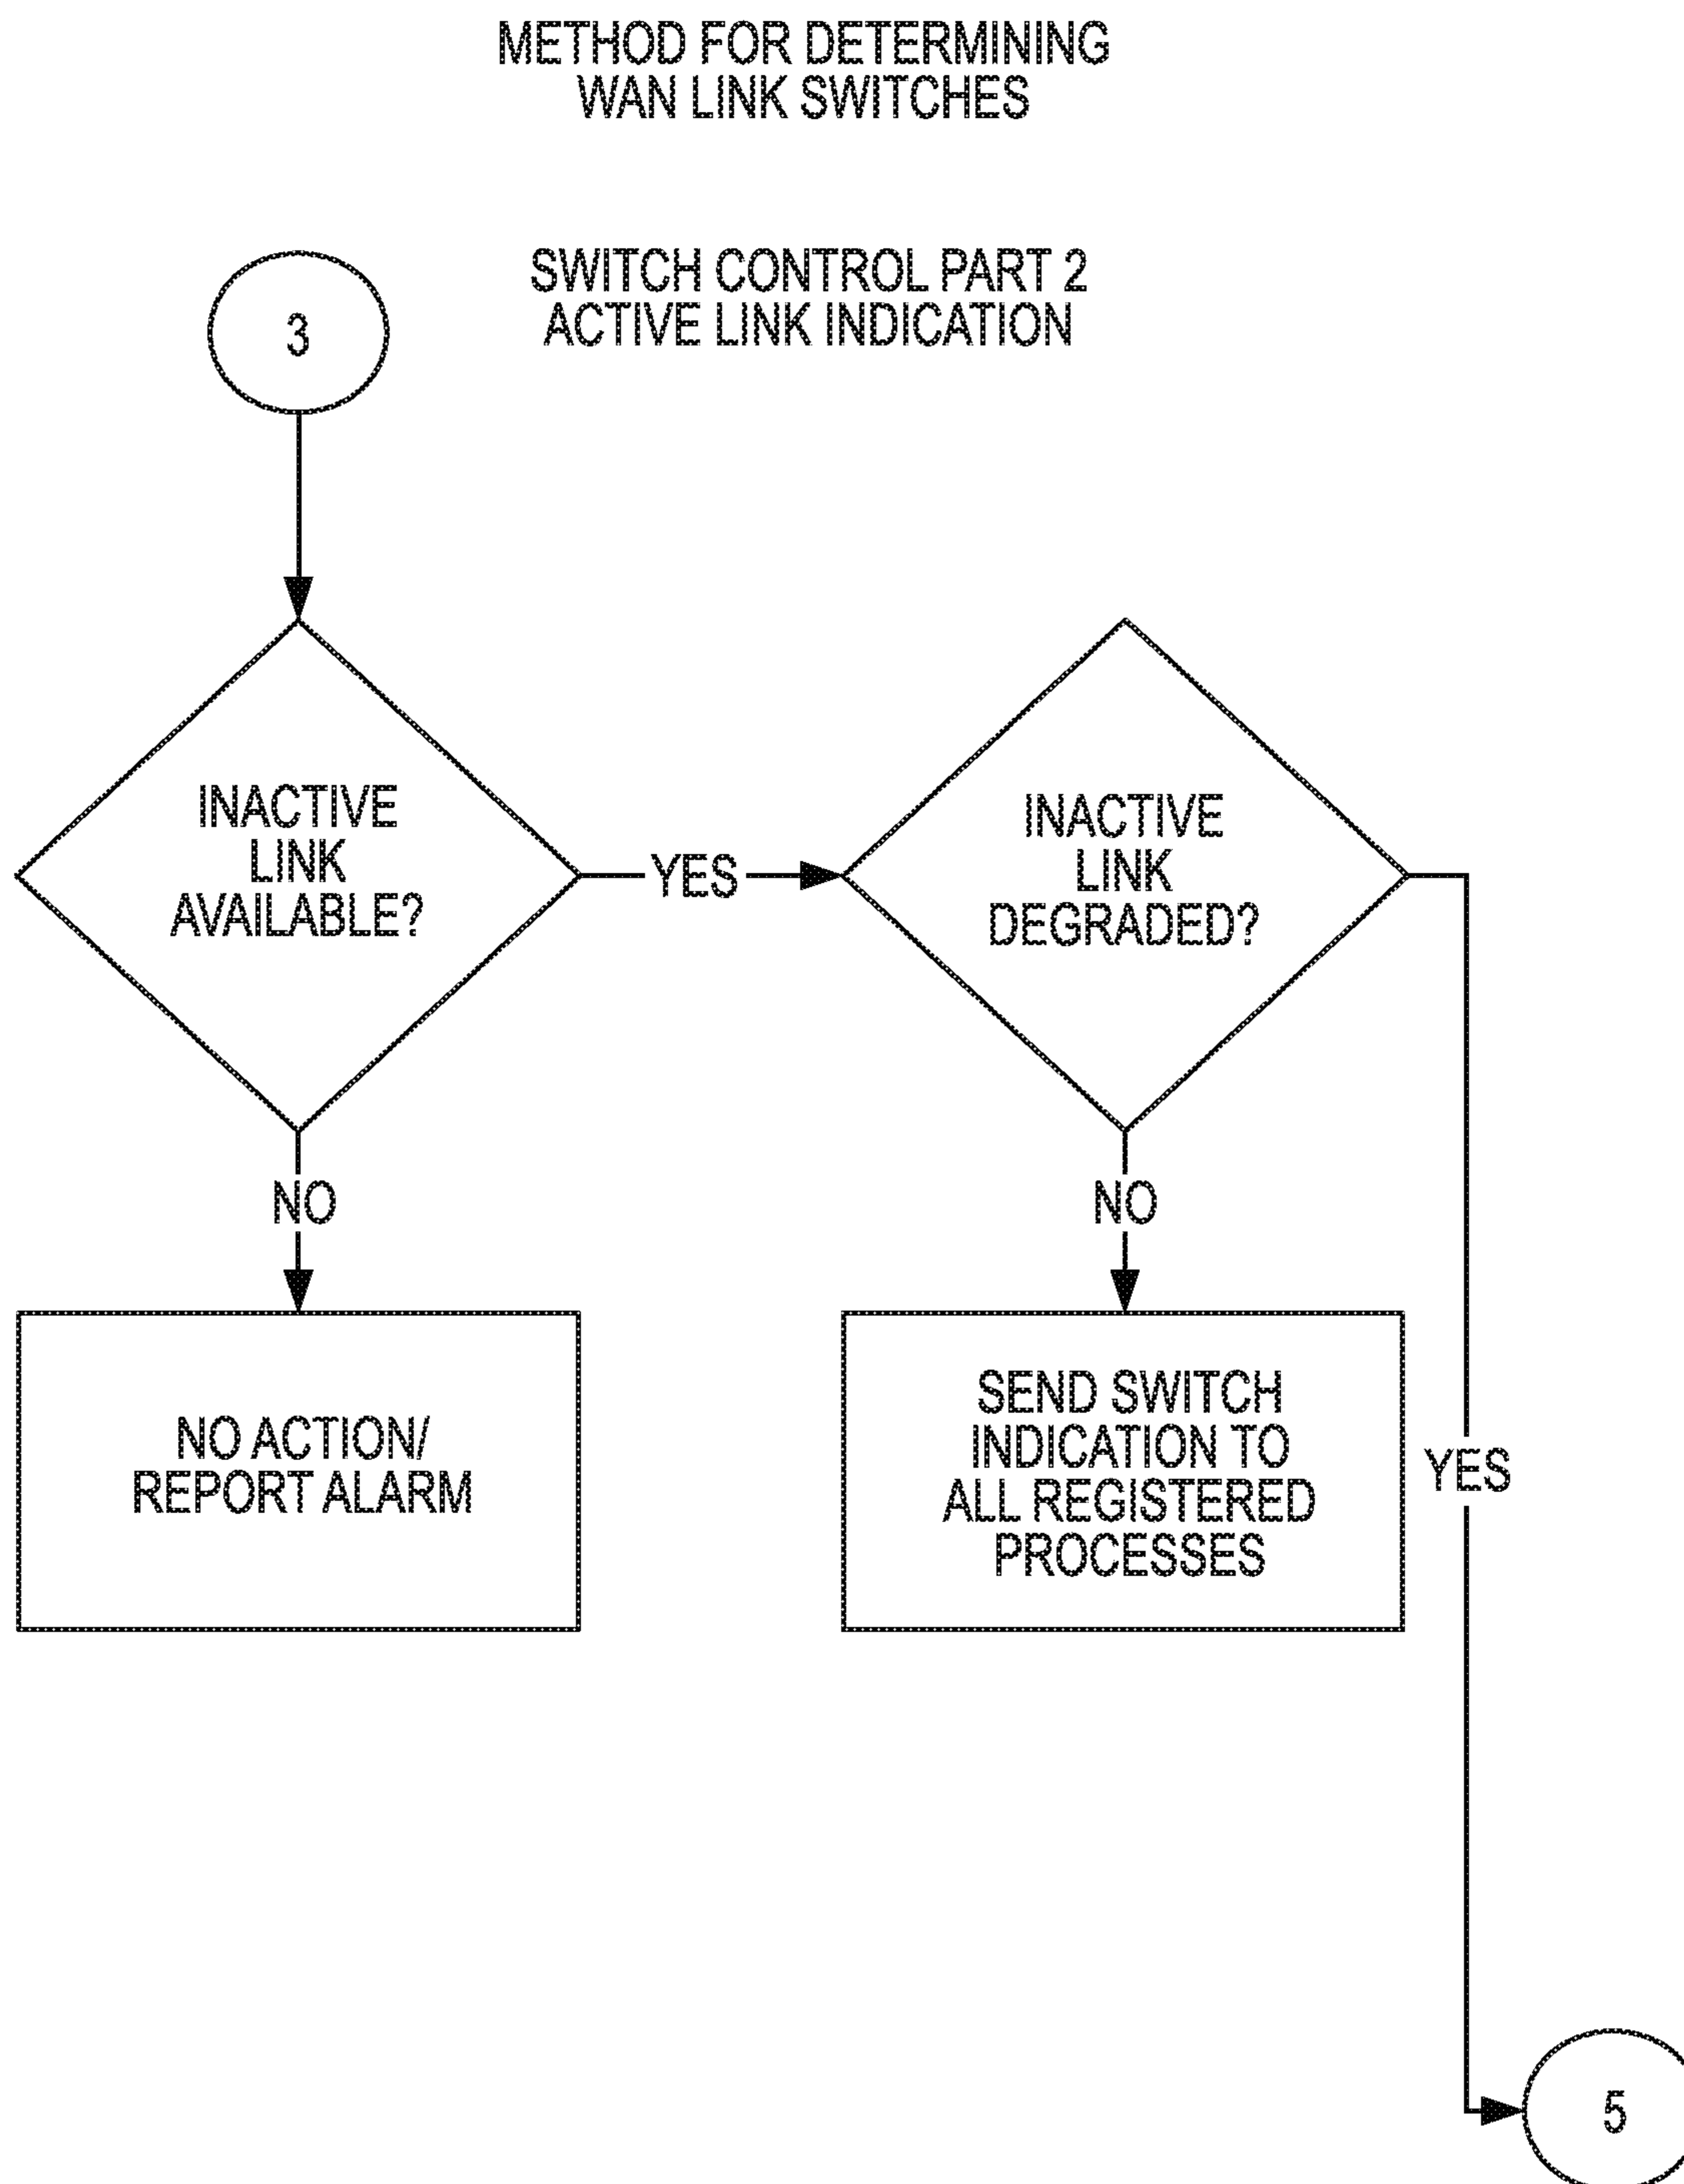 METHOD FOR DETERMINING
WAN LINK SWITCHES
SWITCH CONTROL PART 2
ACTIVE LINK INDICATION
3
INACTIVE
LINK
AVAILABLE?
YES
INACTIVE
LINK
DEGRADED?
NO
NO
NO ACTION/
REPORT ALARM
SEND SWITCH
INDICATION TO
ALL REGISTERED
PROCESSES
YES
5